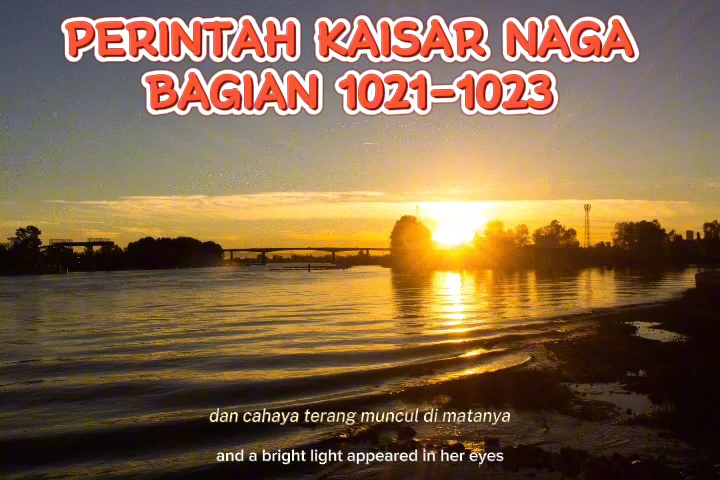 PERINTAH KAISAR NAGA
BAGIAN 1021-1023
dan cahaya terang muncul di matanya
and a bright light appeared in her eyes